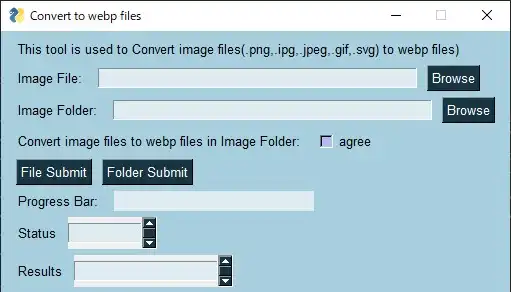 Convert to webp files
This tool is used to Convert image files(.png,.ipg,.jpeg,.gif,.svg) to webp files)
Image File: Browse
Image Folder: Browse
Convert image files to webp files in Image Folder: agree
File Submit Folder Submit
Progress Bar:
Status
Results